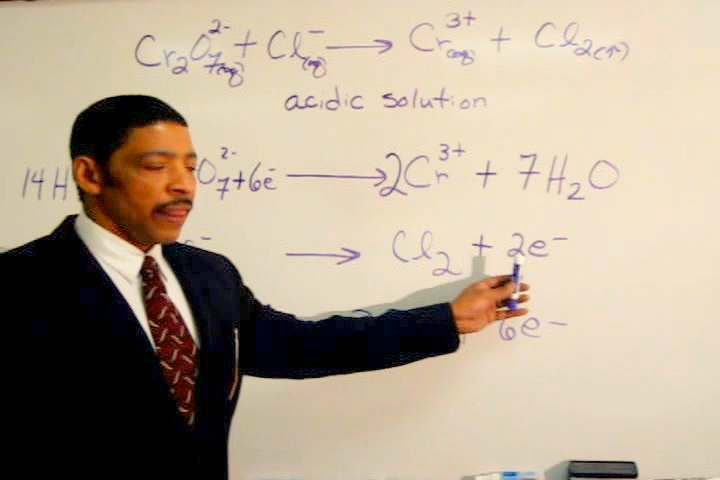 Cr₂O₇²⁻(aq) + Cl⁻(aq) ⟶ Cr³⁺(aq) + Cl₂(↑)
acidic solution
14H O₇²⁻ + 6e⁻ ⟶ 2Cr³⁺ + 7H₂O
⟶ Cl₂ + 2e⁻
6e⁻